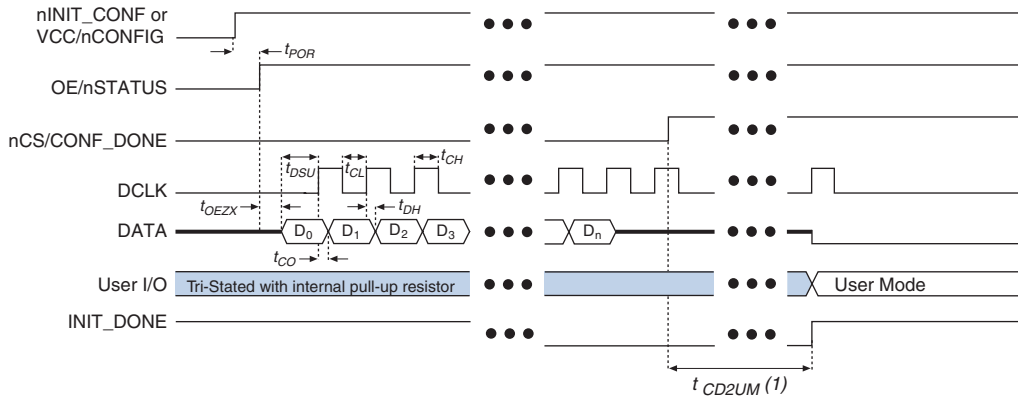 nINIT_CONF or
VCC/nCONFIG
tPOR
OE/nSTATUS
nCS/CONF_DONE
tDSU
tCL
tCH
DCLK
tOEZX
tDH
DATA
D0
D1
D2
D3
Dn
tCO
User I/O
Tri-Stated with internal pull-up resistor
User Mode
INIT_DONE
t CD2UM (1)